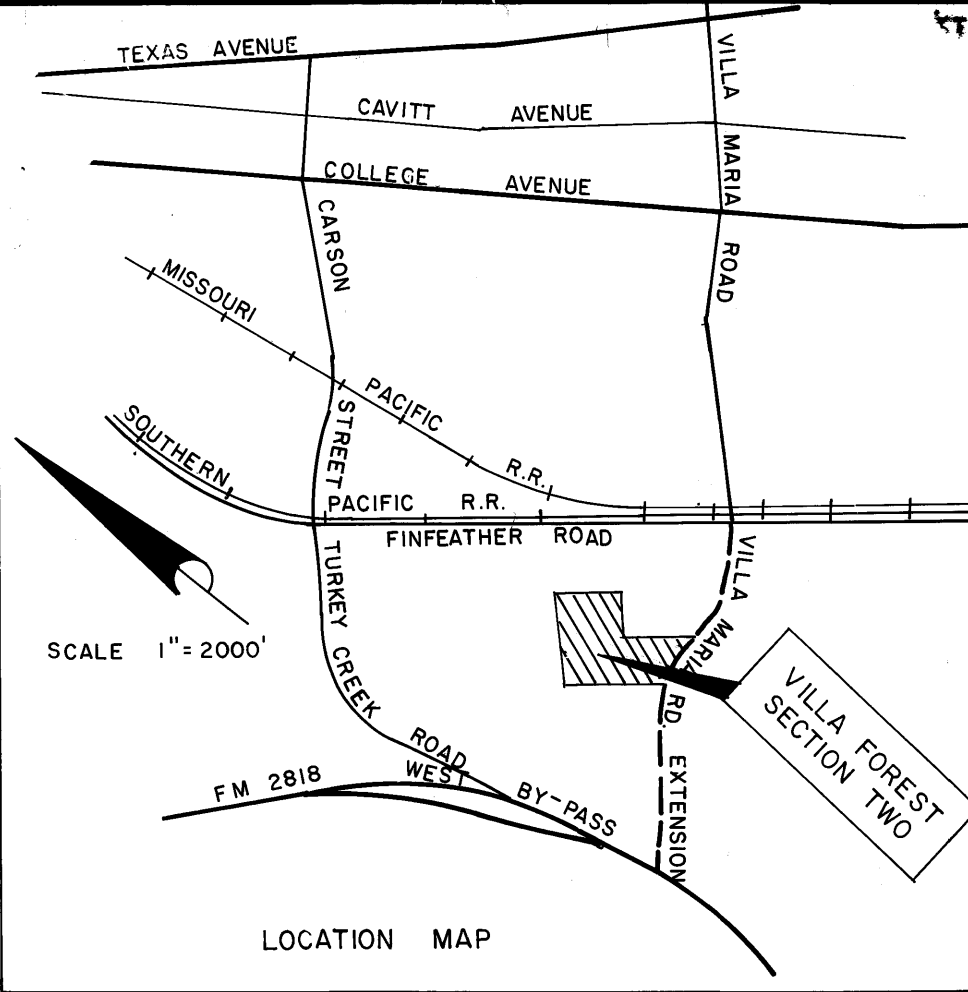 TEXAS AVENUE
CAVITT AVENUE
COLLEGE AVENUE
VILLA MARIA ROAD
CARSON STREET
MISSOURI PACIFIC R.R.
SOUTHERN PACIFIC R.R.
FINFEATHER ROAD
TURKEY CREEK ROAD
VILLA MARIA RD. EXTENSION
SCALE 1"=2000'
VILLA FOREST
SECTION TWO
FM 2818 WEST BY-PASS
LOCATION MAP